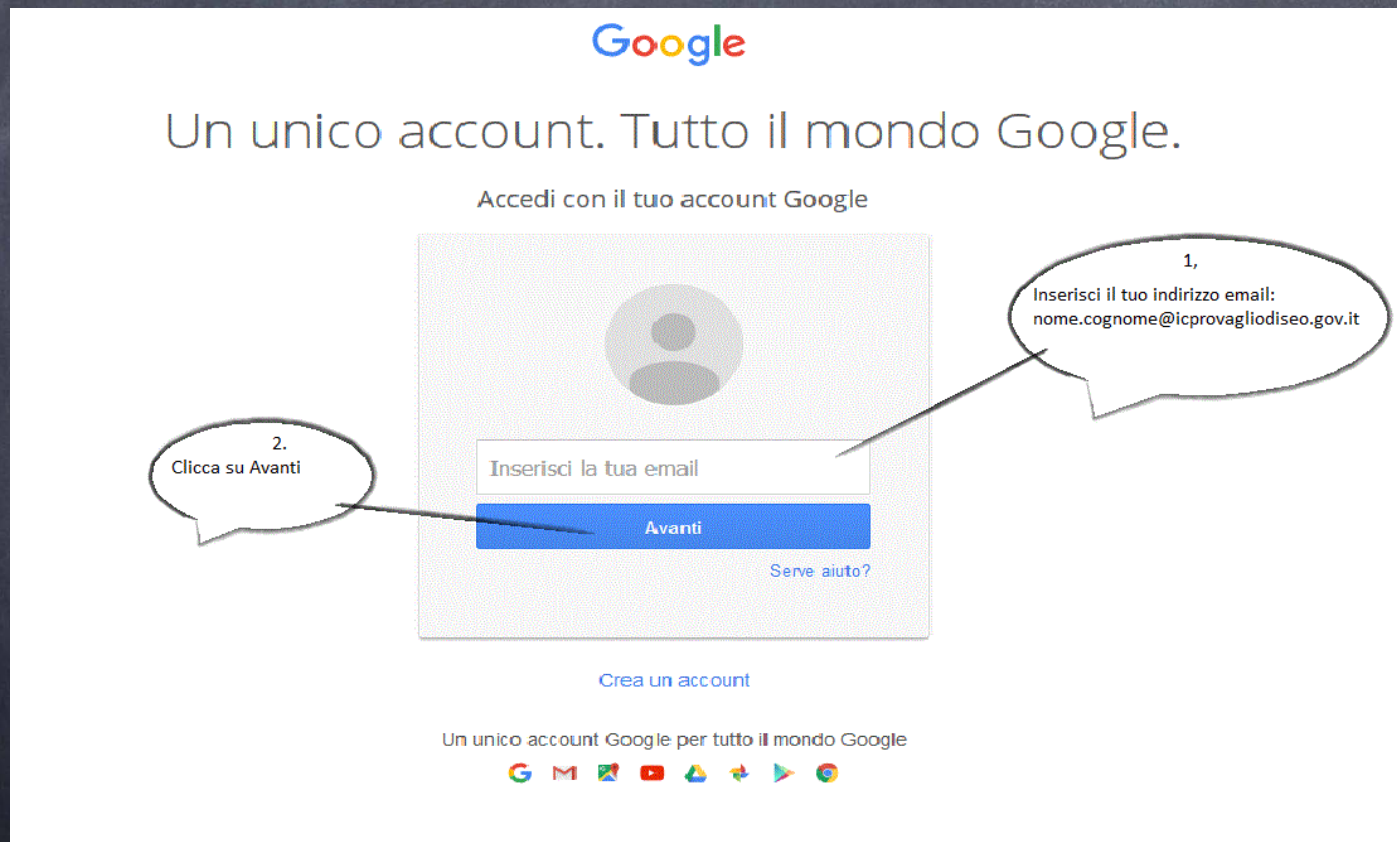 Google
Un unico account. Tutto il mondo Google.
Accedi con il tuo account Google
1,
Inserisci il tuo indirizzo email:
nome.cognome@icprovagliodiseo.gov.it
2.
Clicca su Avanti
Inserisci la tua email
Avanti
Serve aiuto?
Crea un account
Un unico account Google per tutto il mondo Google